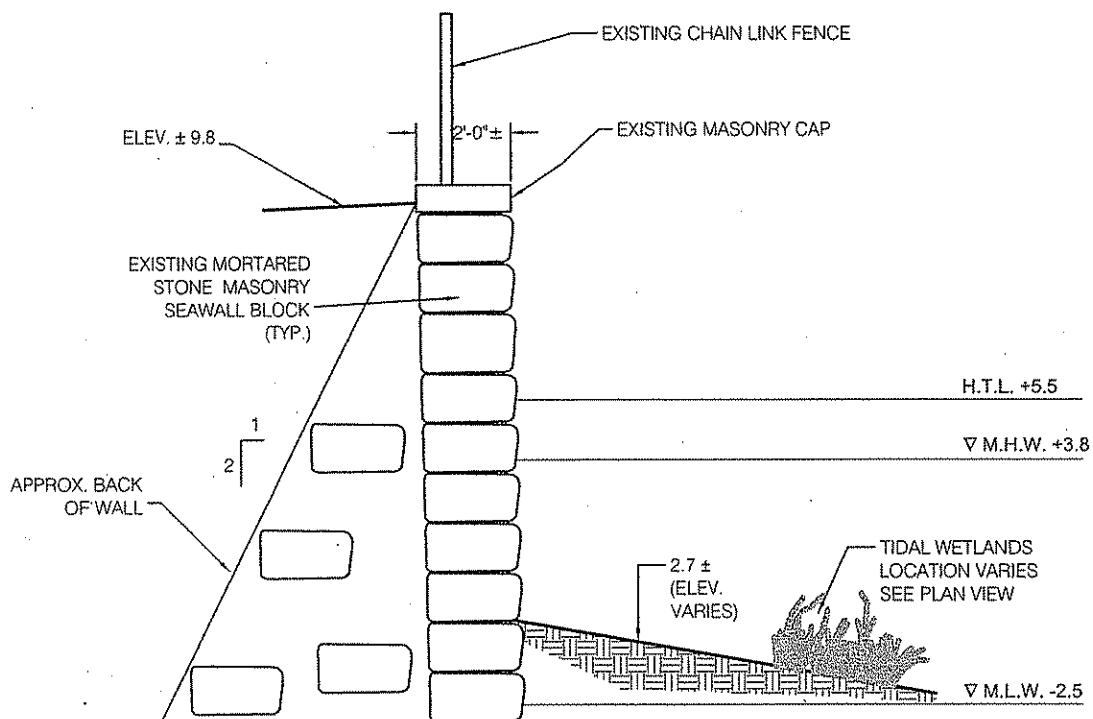 EXISTING CHAIN LINK FENCE
ELEV. ± 9.8
2'-0"±
EXISTING MASONRY CAP
EXISTING MORTARED
STONE MASONRY
SEAWALL BLOCK
(TYP.)
H.T.L. +5.5
1
2
∇ M.H.W. +3.8
APPROX. BACK
OF WALL
2.7 ±
(ELEV.
VARIES)
TIDAL WETLANDS
LOCATION VARIES
SEE PLAN VIEW
∇ M.L.W. -2.5